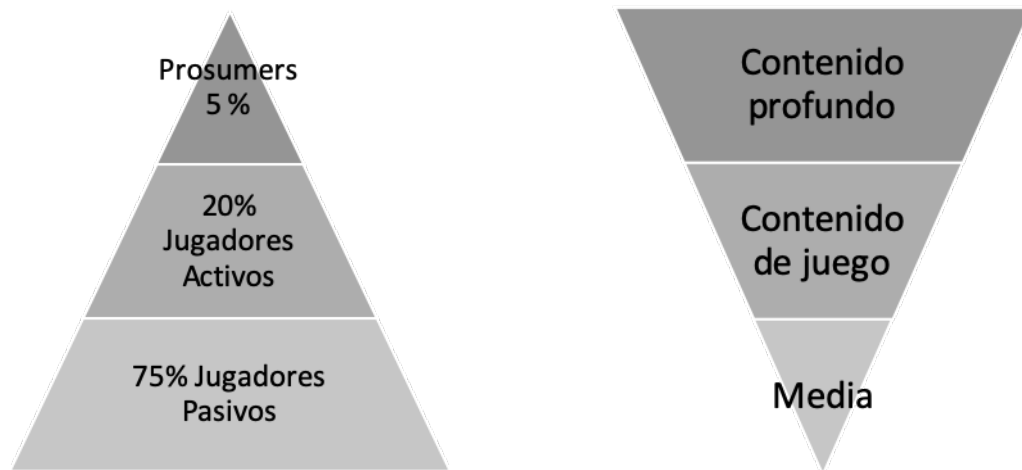 Prosumers
5 %
20%
Jugadores
Activos
75% Jugadores
Pasivos
Contenido
profundo
Contenido
de juego
Media